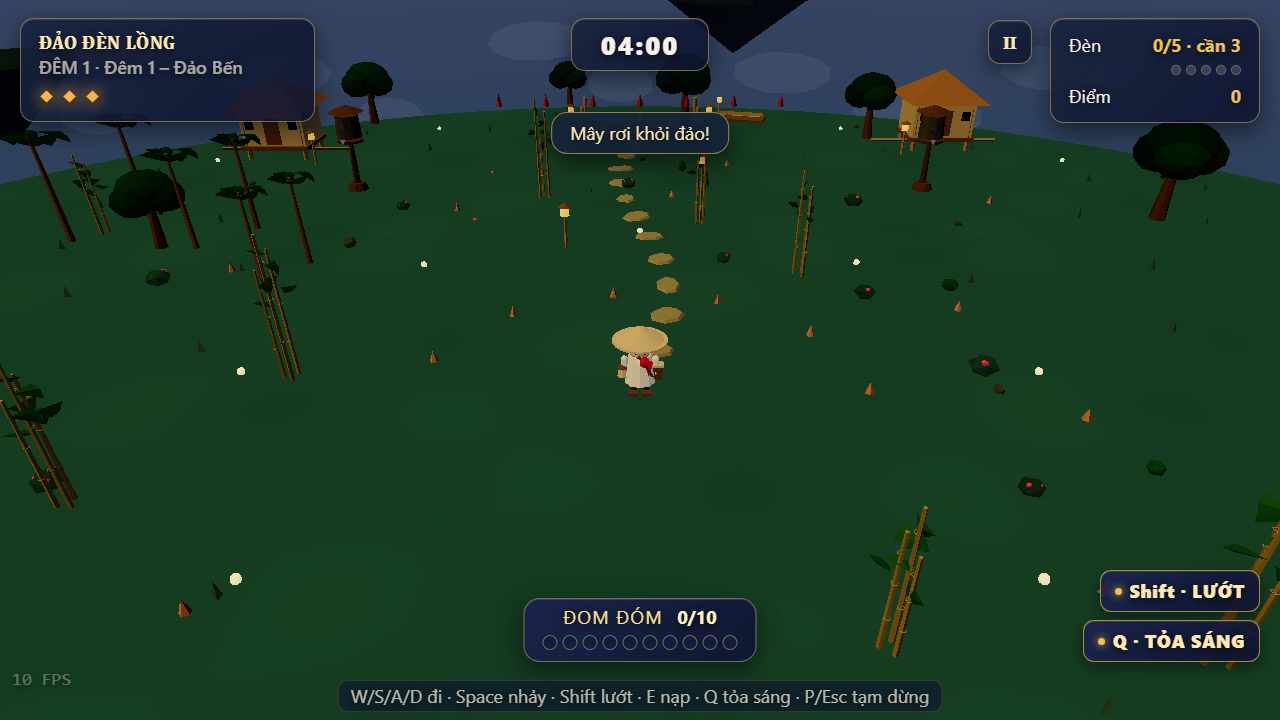 ĐẢO ĐÈN LỒNG
ĐÊM 1 · Đêm 1 – Đảo Bến
04:00
Mây rơi khỏi đảo!
II
Đèn 0/5 · cần 3
Điểm 0
Shift · LƯỚT
Q · TỎA SÁNG
ĐOM ĐÓM 0/10
10 FPS
W/S/A/D đi · Space nhảy · Shift lướt · E nạp · Q tỏa sáng · P/Esc tạm dừng